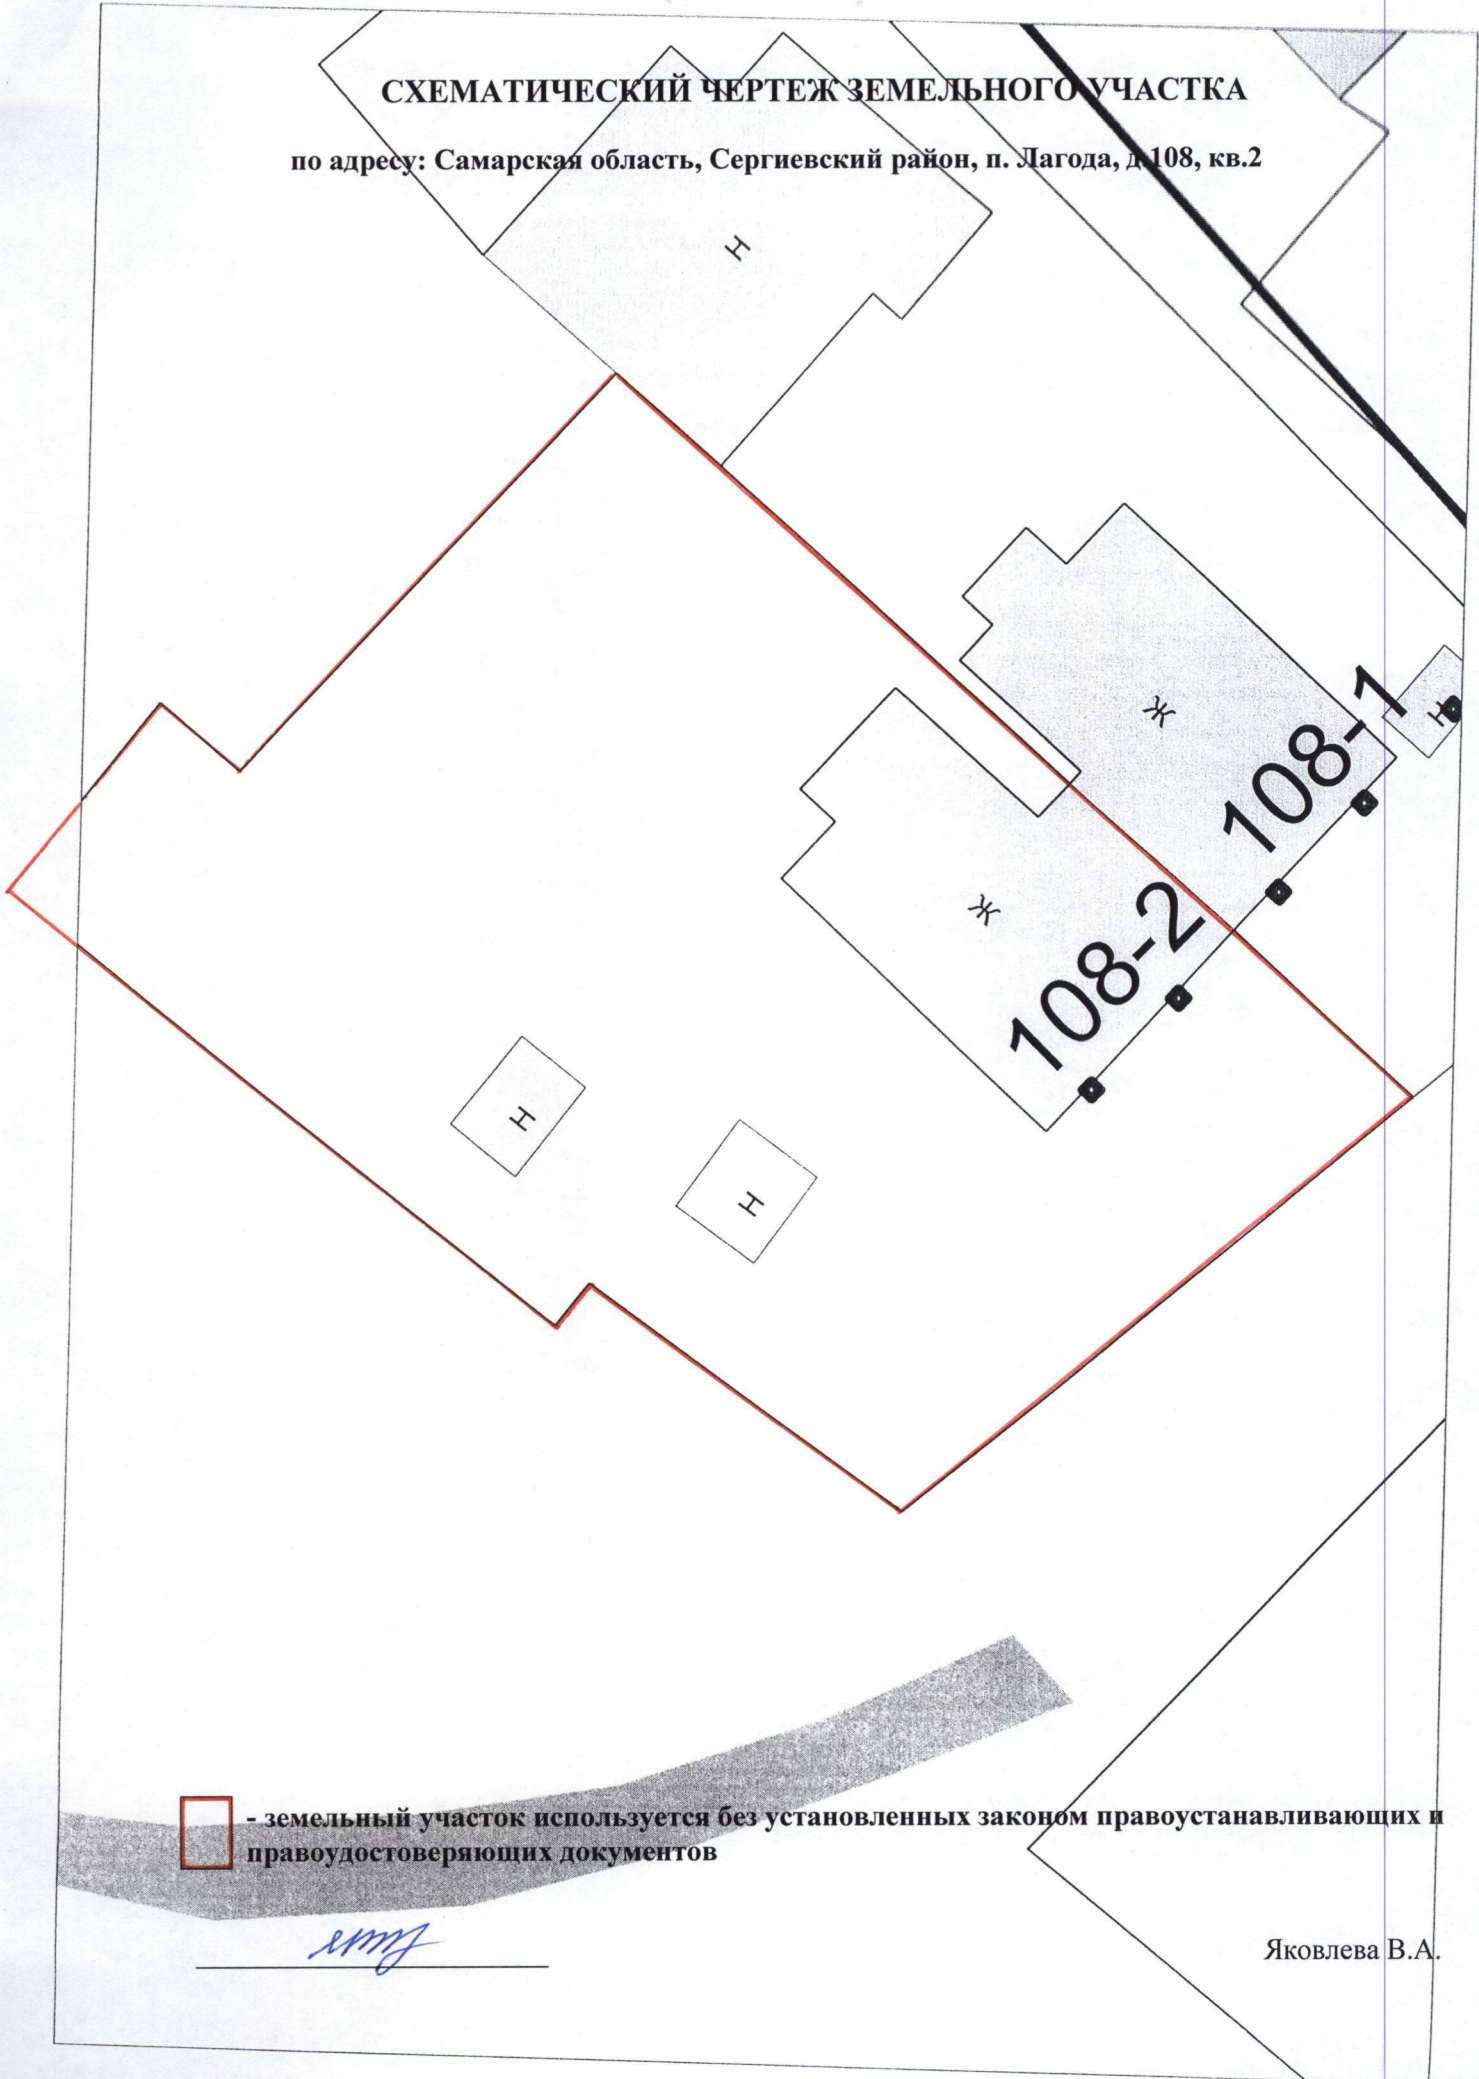 СХЕМАТИЧЕСКИЙ ЧЕРТЕЖ ЗЕМЕЛЬНОГО УЧАСТКА
по адресу: Самарская область, Сергиевский район, п. Лагода, д.108, кв.2
Н
Ж
108-1
Н
Ж
108-2
Н
Н
- земельный участок используется без установленных законом правоустанавливающих и
правоудостоверяющих документов
Яковлева В.А.